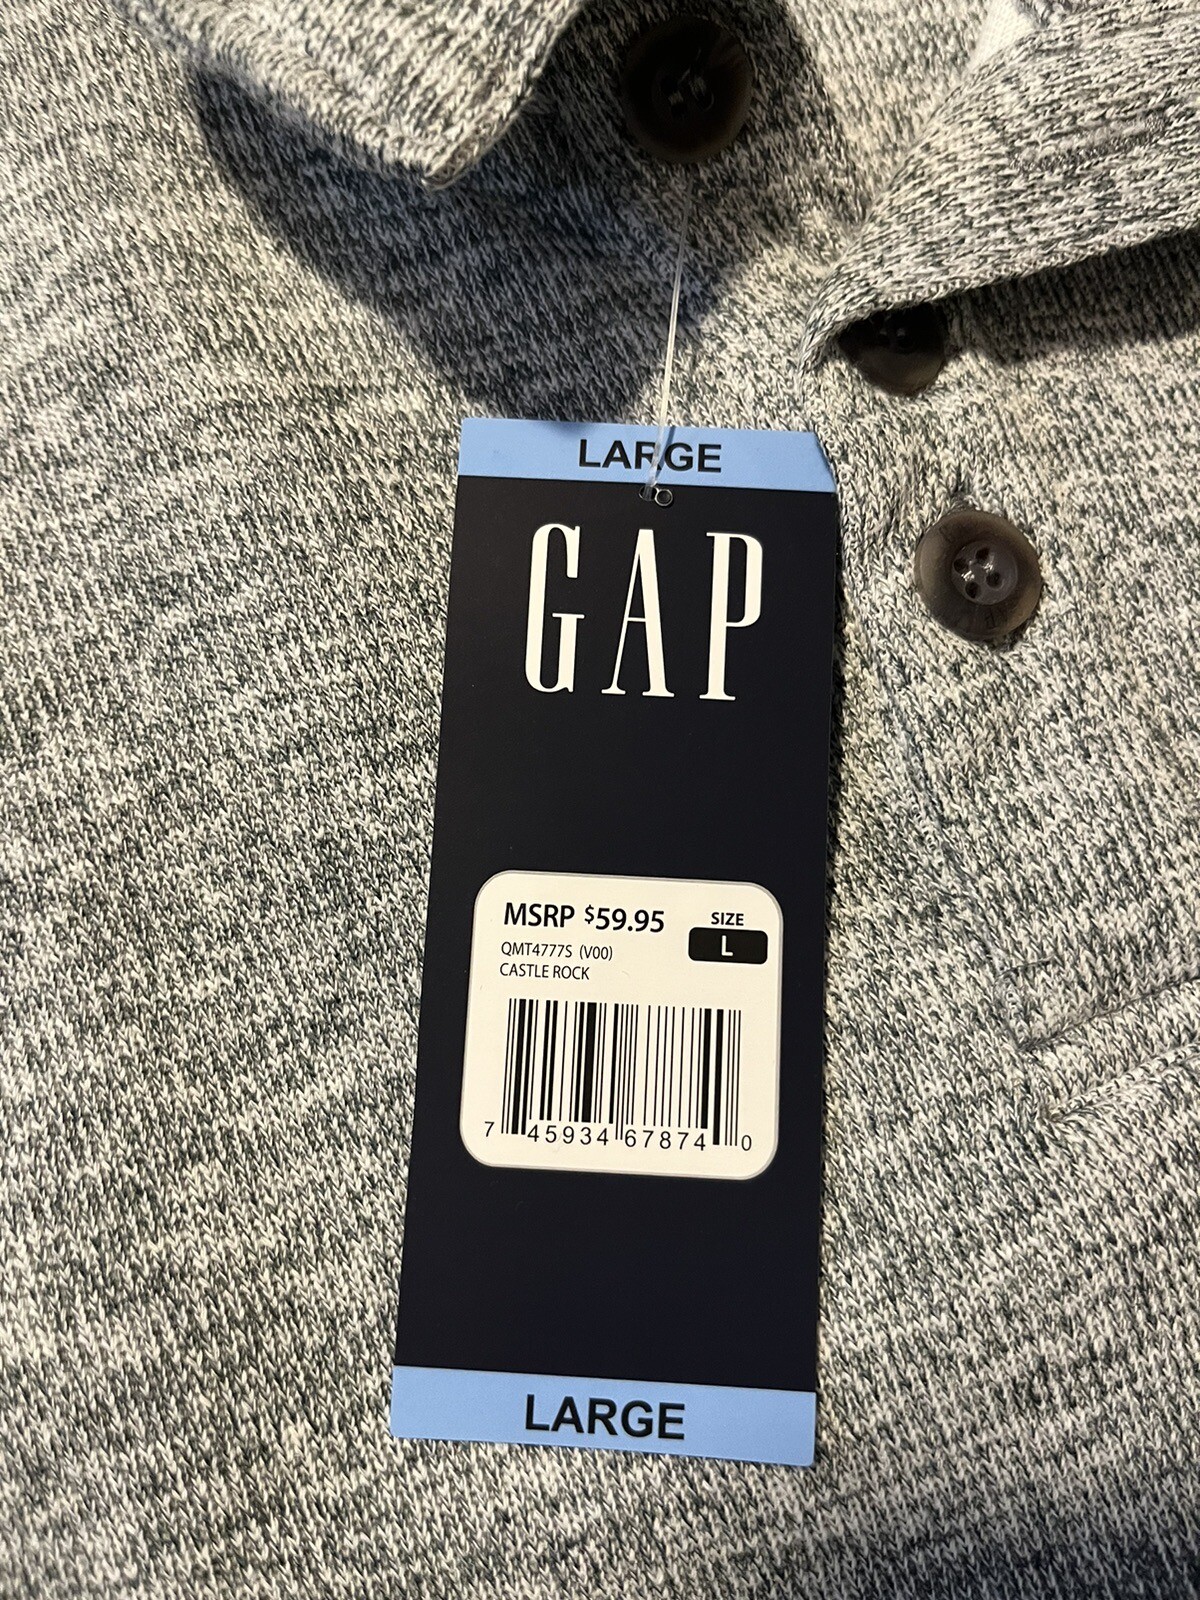 LARGE
GAP
MSRP $59.95
SIZE
L
QMT4777S (V00)
CASTLE ROCK
7 45934 67874 0
LARGE